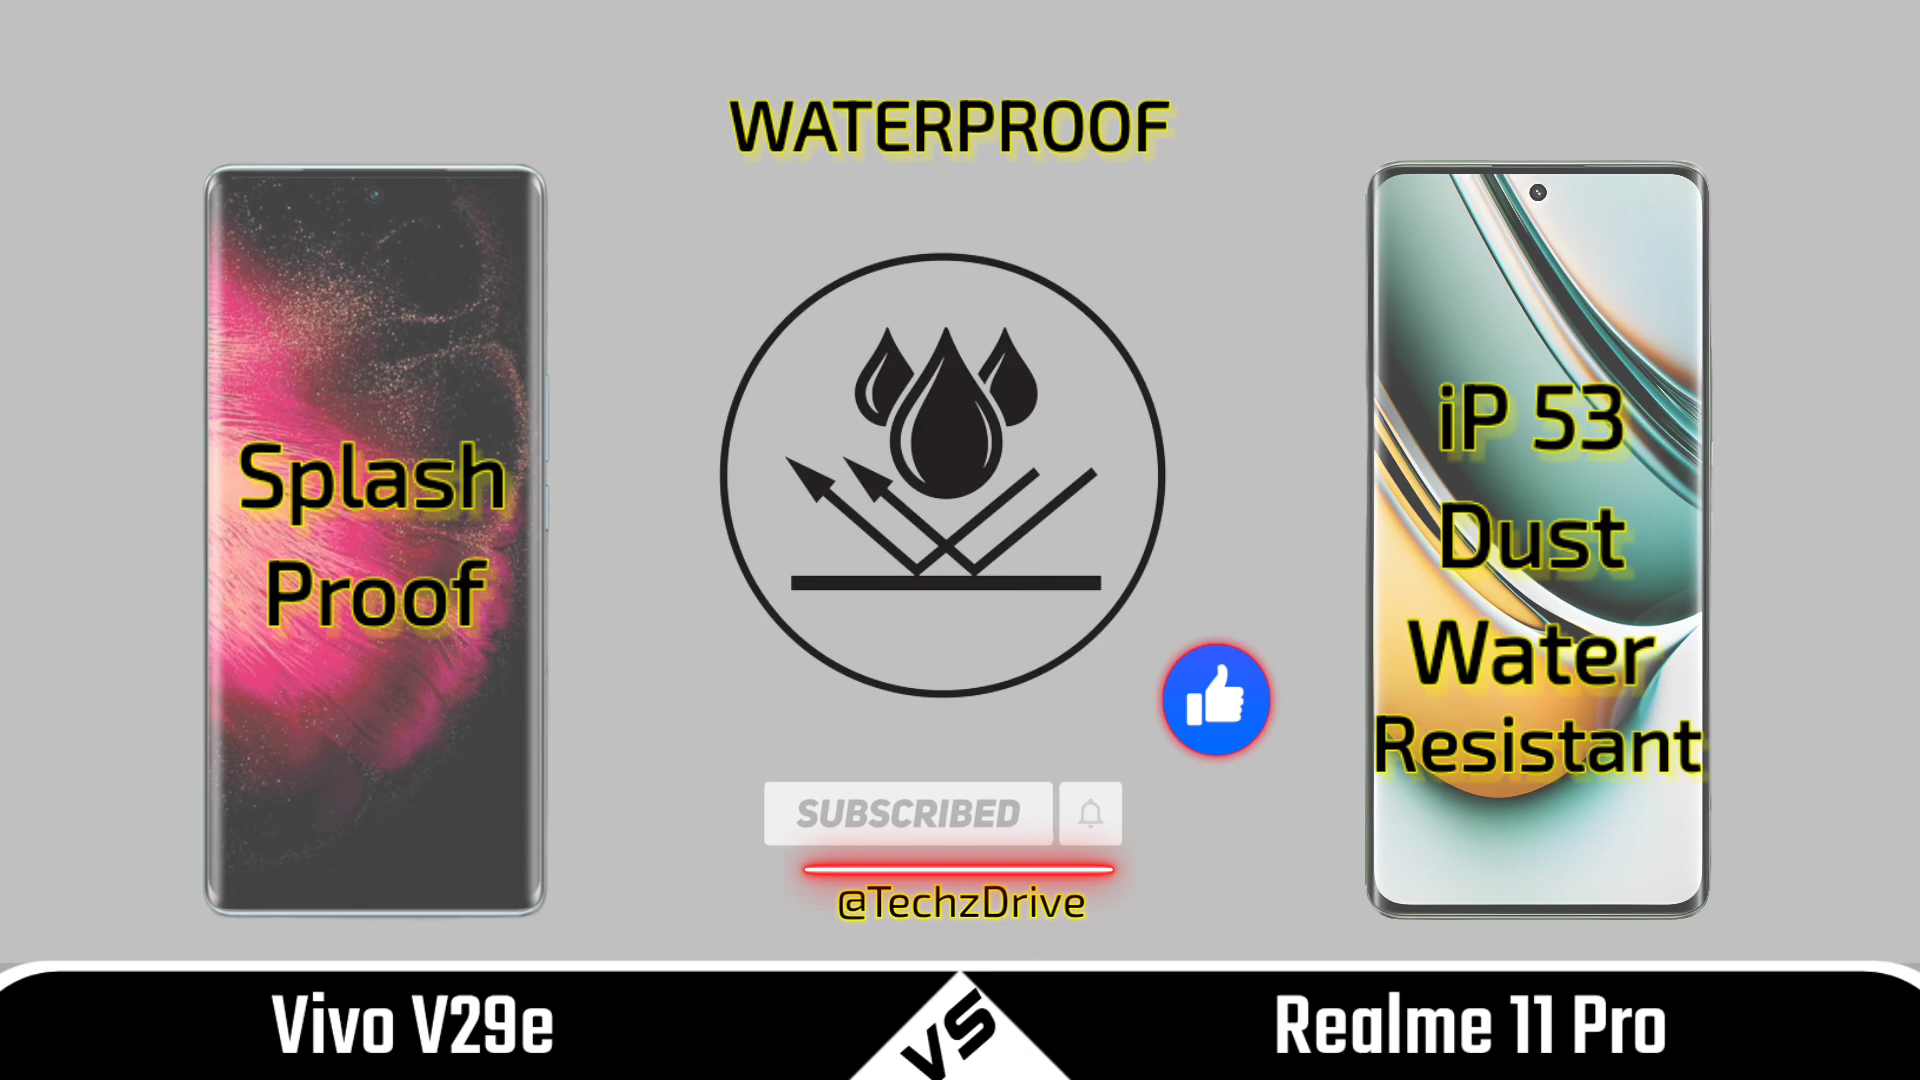 WATERPROOF
Splash
Proof
iP 53
Dust
Water
Resistant
SUBSCRIBED
@TechzDrive
Vivo V29e
VS
Realme 11 Pro